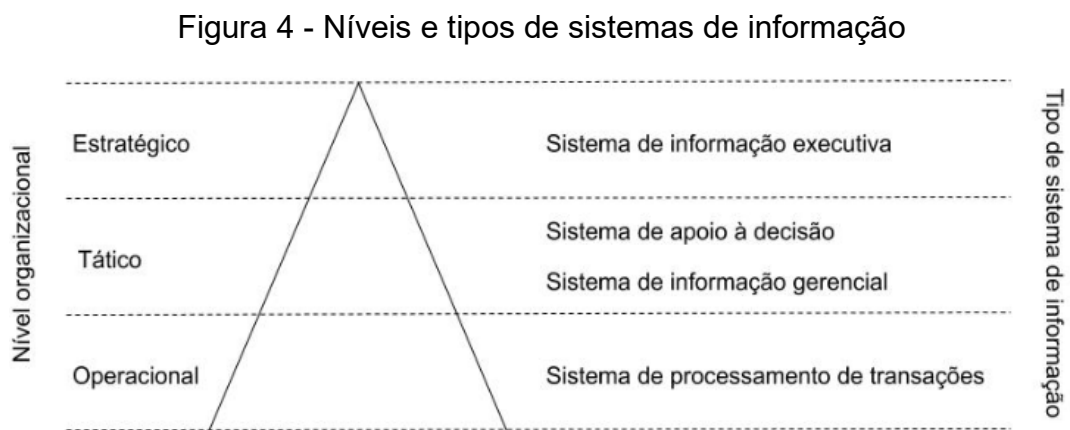 Figura 4 - Níveis e tipos de sistemas de informação
Nível organizacional
Estratégico
Sistema de informação executiva
Tático
Sistema de apoio à decisão
Sistema de informação gerencial
Operacional
Sistema de processamento de transações
Tipo de sistema de informação